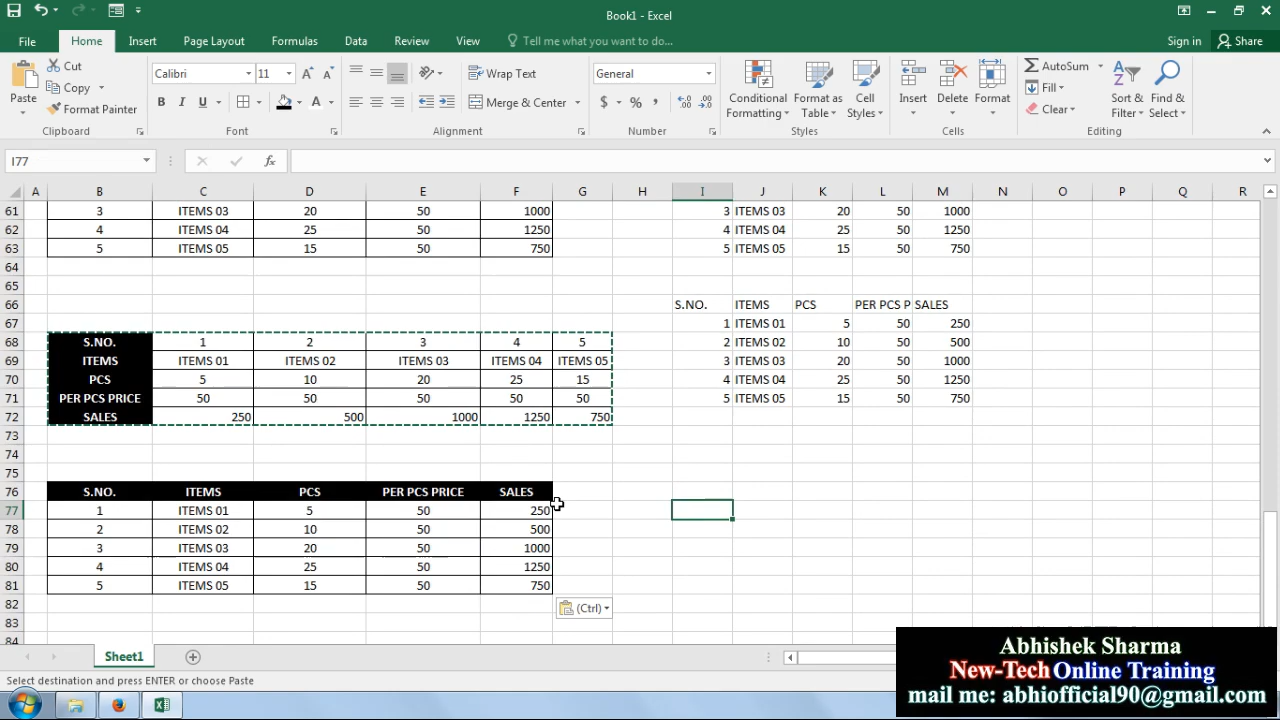 Book1 - Excel
File Home Insert Page Layout Formulas Data Review View Tell me what you want to do... Sign in Share
Paste
Cut
Copy
Format Painter
Clipboard
Calibri 11
B I U
Font
Wrap Text
Merge & Center
Alignment
General
$ % ,
Number
Conditional Formatting
Format as Table
Cell Styles
Styles
Insert Delete Format
Cells
AutoSum
Fill
Clear
Sort & Filter
Find & Select
Editing
I77 fx
A B C D E F G H I J K L M N O P Q R
61 3 ITEMS 03 20 50 1000 3 ITEMS 03 20 50 1000
62 4 ITEMS 04 25 50 1250 4 ITEMS 04 25 50 1250
63 5 ITEMS 05 15 50 750 5 ITEMS 05 15 50 750
64
65
66 S.NO. ITEMS PCS PER PCS P SALES
67 1 ITEMS 01 5 50 250
68 S.NO. 1 2 3 4 5 2 ITEMS 02 10 50 500
69 ITEMS ITEMS 01 ITEMS 02 ITEMS 03 ITEMS 04 ITEMS 05 3 ITEMS 03 20 50 1000
70 PCS 5 10 20 25 15 4 ITEMS 04 25 50 1250
71 PER PCS PRICE 50 50 50 50 50 5 ITEMS 05 15 50 750
72 SALES 250 500 1000 1250 750
73
74
75
76 S.NO. ITEMS PCS PER PCS PRICE SALES
77 1 ITEMS 01 5 50 250
78 2 ITEMS 02 10 50 500
79 3 ITEMS 03 20 50 1000
80 4 ITEMS 04 25 50 1250
81 5 ITEMS 05 15 50 750
82 (Ctrl)
83
84
Sheet1
Select destination and press ENTER or choose Paste
Abhishek Sharma
New-Tech Online Training
mail me: abhiofficial90@gmail.com